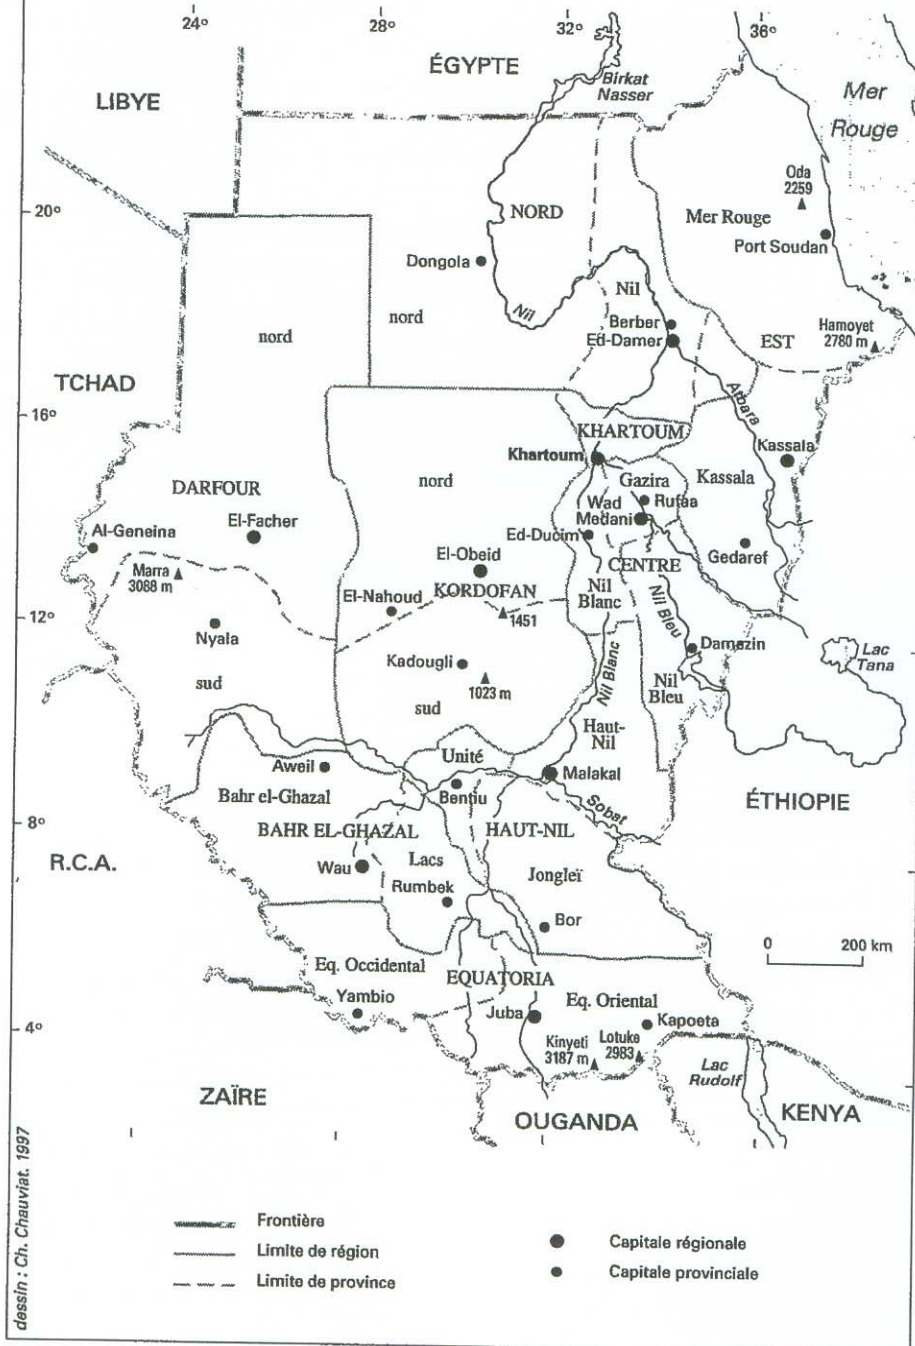 24°
28°
32°
36°
ÉGYPTE
LIBYE
Birkat
Nasser
Mer
Rouge
Oda
2259
20°
NORD
Mer Rouge
Port Soudan
Dongola
Nil
Nil
nord
nord
Berber
Ed-Damer
EST
Hamoyet
2780 m
TCHAD
Atbara
16°
KHARTOUM
Khartoum
Kassala
Kassala
nord
Gazira
DARFOUR
Wad
Medani
Rufaa
El-Facher
Al-Geneina
Ed-Ducim
Gedaref
El-Obeid
CENTRE
Marra
3088 m
KORDOFAN
Nil
Blanc
El-Nahoud
1451
Nil Bleu
12°
Nyala
Damazin
Lac
Tana
Kadougli
1023 m
Nil Blanc
Nil
Bleu
sud
sud
Haut-
Nil
Unité
Aweil
Malakal
Bentiu
Bahr el-Ghazal
ÉTHIOPIE
Sobat
8°
BAHR EL-GHAZAL
HAUT-NIL
R.C.A.
Wau
Lacs
Jongleï
Rumbek
Bor
0 200 km
Eq. Occidental
EQUATORIA
Yambio
Eq. Oriental
Juba
Kapoeta
4°
Kinyeti
3187 m
Lotuke
2983
Lac
Rudolf
ZAÏRE
OUGANDA
KENYA
dessin : Ch. Chauviat. 1997
Frontière
Limite de région
Limite de province
Capitale régionale
Capitale provinciale